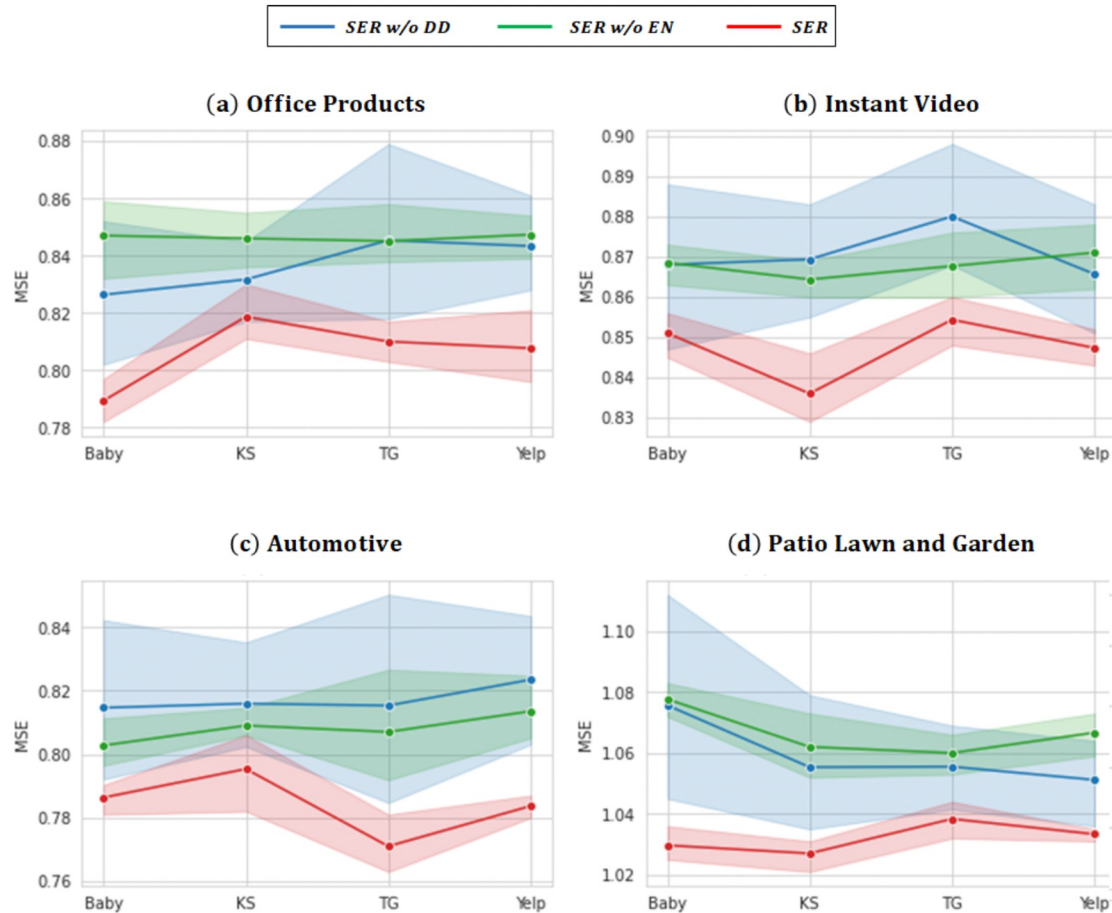 SER w/o DD SER w/o EN SER
(a) Office Products
0.88
0.86
0.84
0.82
0.80
0.78
MSE
Baby KS TG Yelp
(b) Instant Video
0.90
0.89
0.88
0.87
0.86
0.85
0.84
0.83
MSE
Baby KS TG Yelp
(c) Automotive
0.84
0.82
0.80
0.78
0.76
MSE
Baby KS TG Yelp
(d) Patio Lawn and Garden
1.10
1.08
1.06
1.04
1.02
MSE
Baby KS TG Yelp